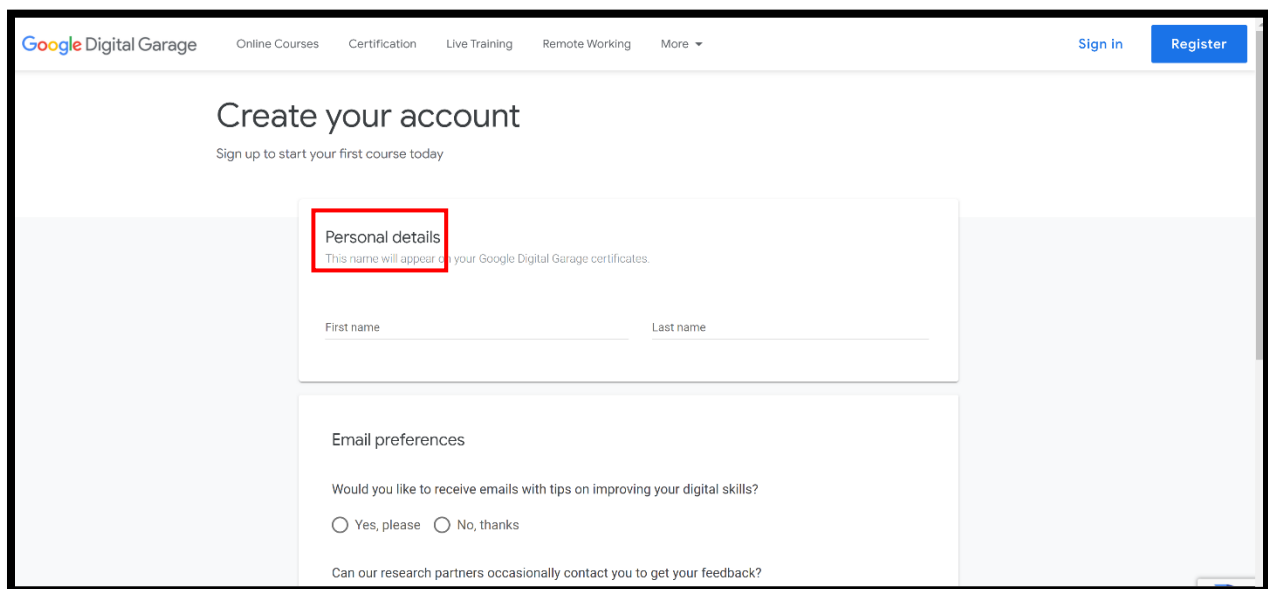 Google Digital Garage Online Courses Certification Live Training Remote Working More Sign in Register
Create your account
Sign up to start your first course today
Personal details
This name will appear on your Google Digital Garage certificates.
First name Last name
Email preferences
Would you like to receive emails with tips on improving your digital skills?
Yes, please No, thanks
Can our research partners occasionally contact you to get your feedback?